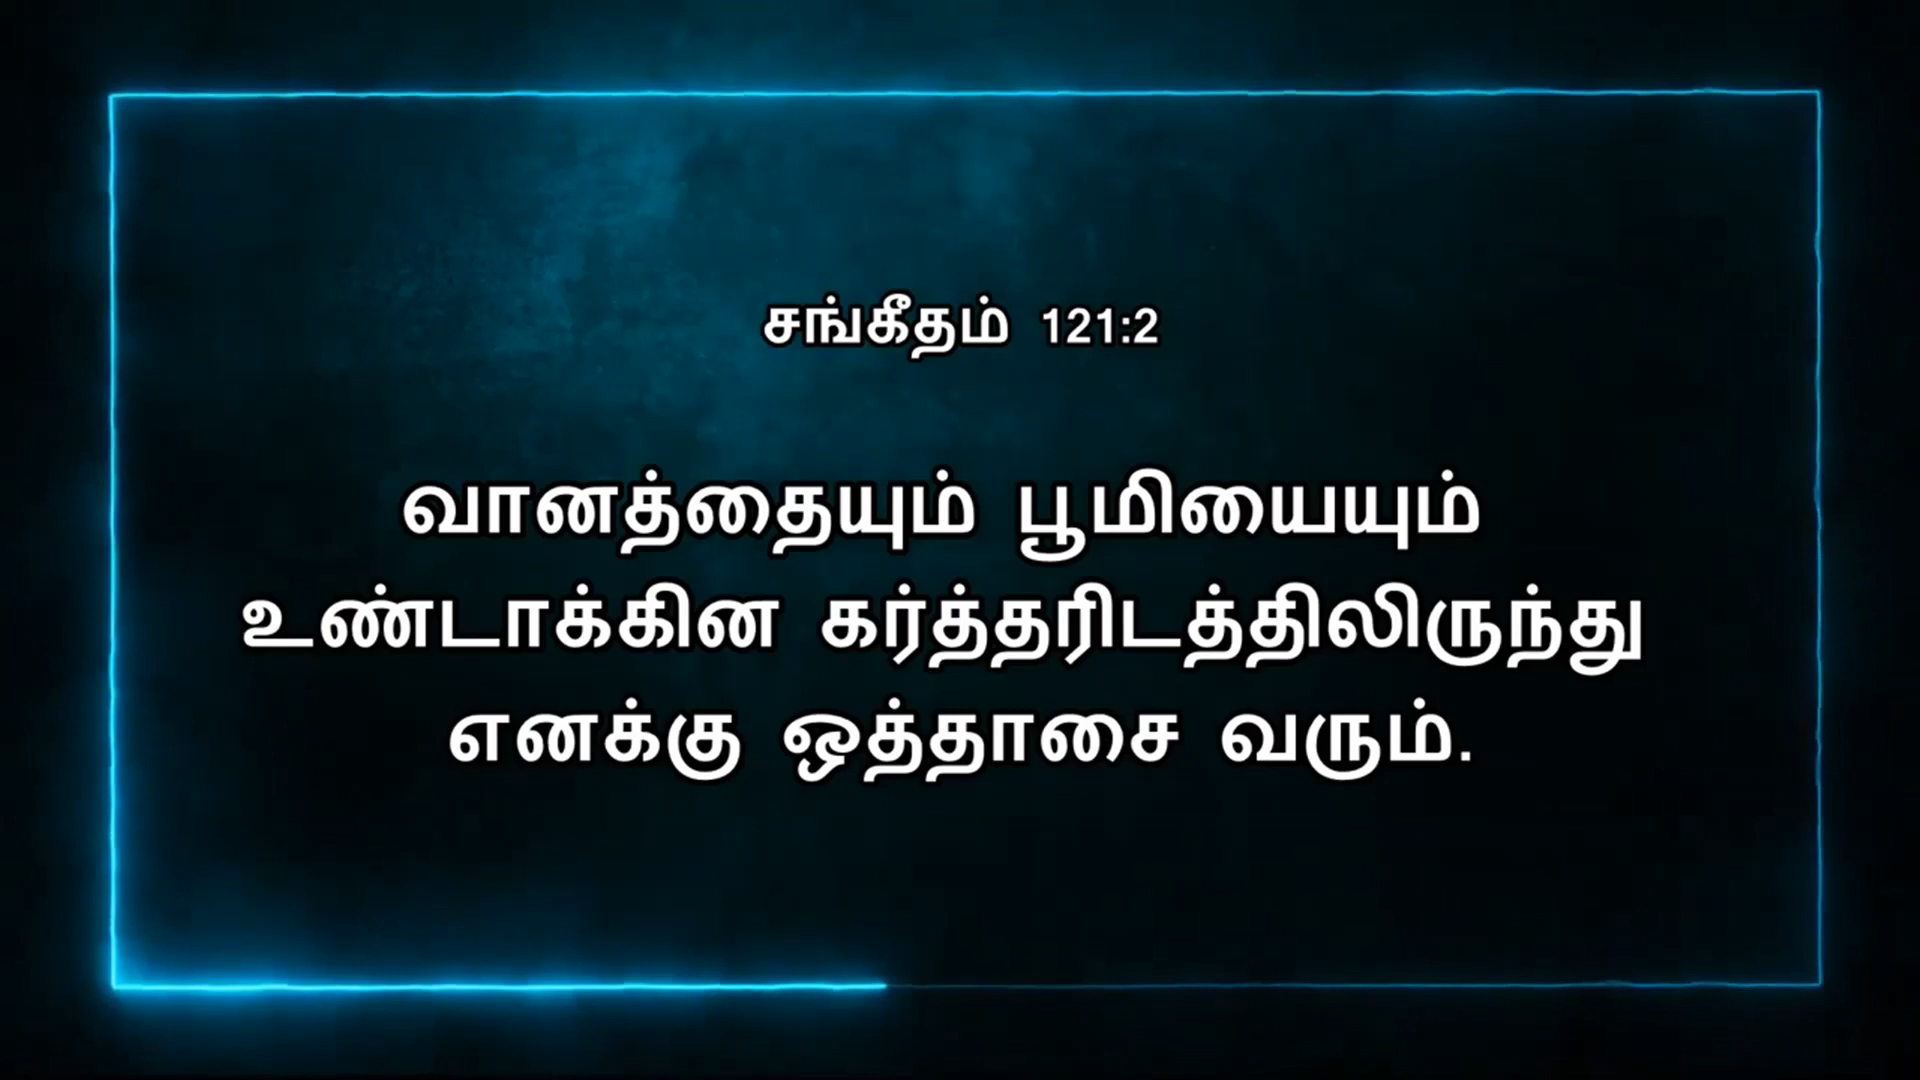 சங்கீதம் 121:2
வானத்தையும் பூமியையும்
உண்டாக்கின கர்த்தரிடத்திலிருந்து
எனக்கு ஒத்தாசை வரும்.